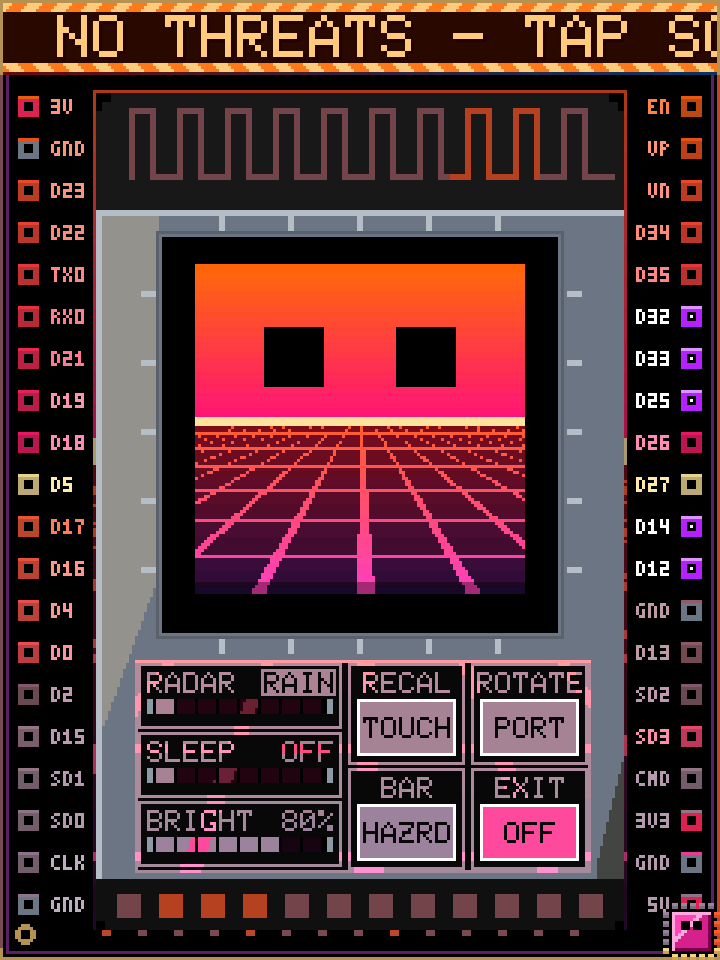 NO THREATS - TAP SC
3V
GND
D23
D22
TX0
RX0
D21
D19
D18
D5
D17
D16
D4
D0
D2
D15
SD1
SD0
CLK
GND
EN
VP
VN
D34
D35
D32
D33
D25
D26
D27
D14
D12
GND
D13
SD2
SD3
CMD
3V3
GND
5V
RADAR RAIN
SLEEP OFF
BRIGHT 80%
RECAL
TOUCH
ROTATE
PORT
BAR
HAZRD
EXIT
OFF